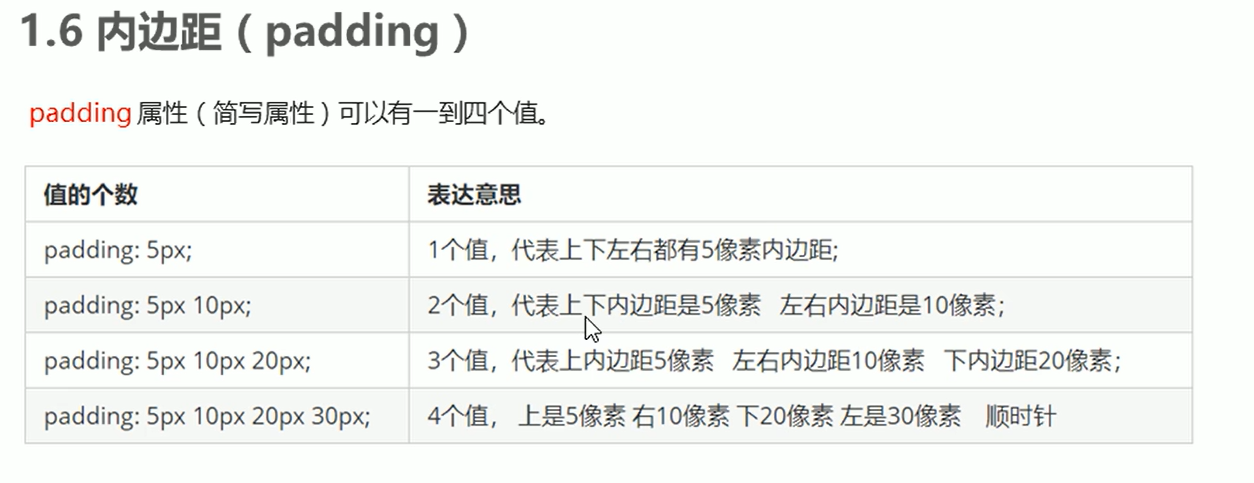 1.6 内边距（padding）
padding 属性（简写属性）可以有一到四个值。
值的个数 表达意思
padding: 5px; 1个值，代表上下左右都有5像素内边距;
padding: 5px 10px; 2个值，代表上下内边距是5像素 左右内边距是10像素；
padding: 5px 10px 20px; 3个值，代表上内边距5像素 左右内边距10像素 下内边距20像素；
padding: 5px 10px 20px 30px; 4个值， 上是5像素 右10像素 下20像素 左是30像素 顺时针